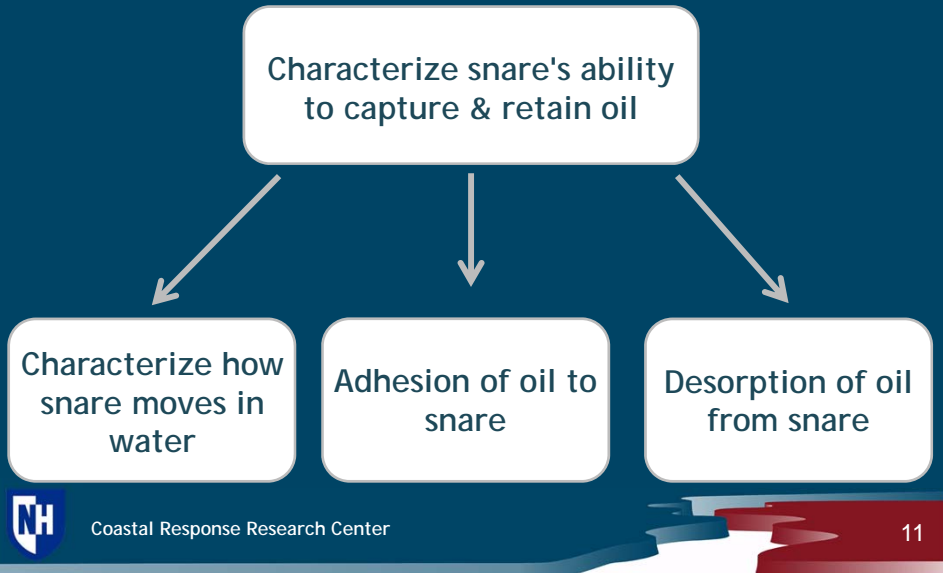 Characterize snare's ability
to capture & retain oil
Characterize how
snare moves in
water
Adhesion of oil to
snare
Desorption of oil
from snare
NH
Coastal Response Research Center
11